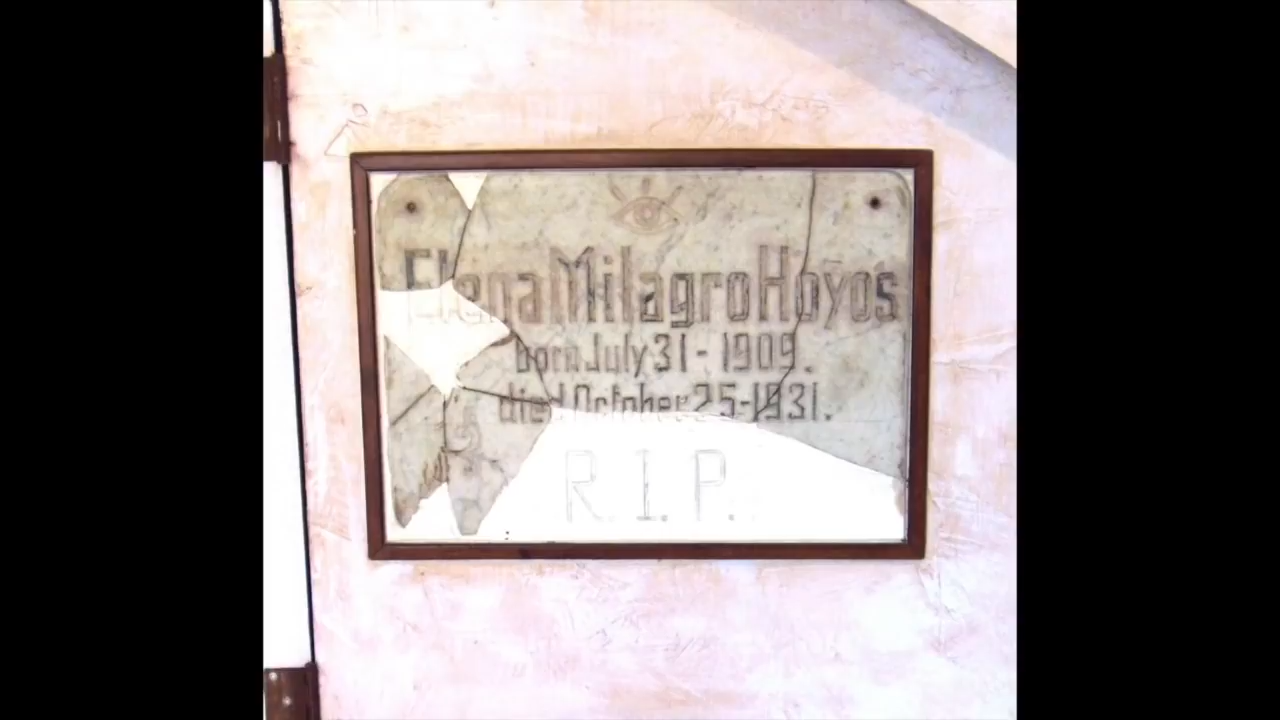 Elena Milagro Hoyos
born July 31 - 1909.
died October 25-1931.
R.I.P.